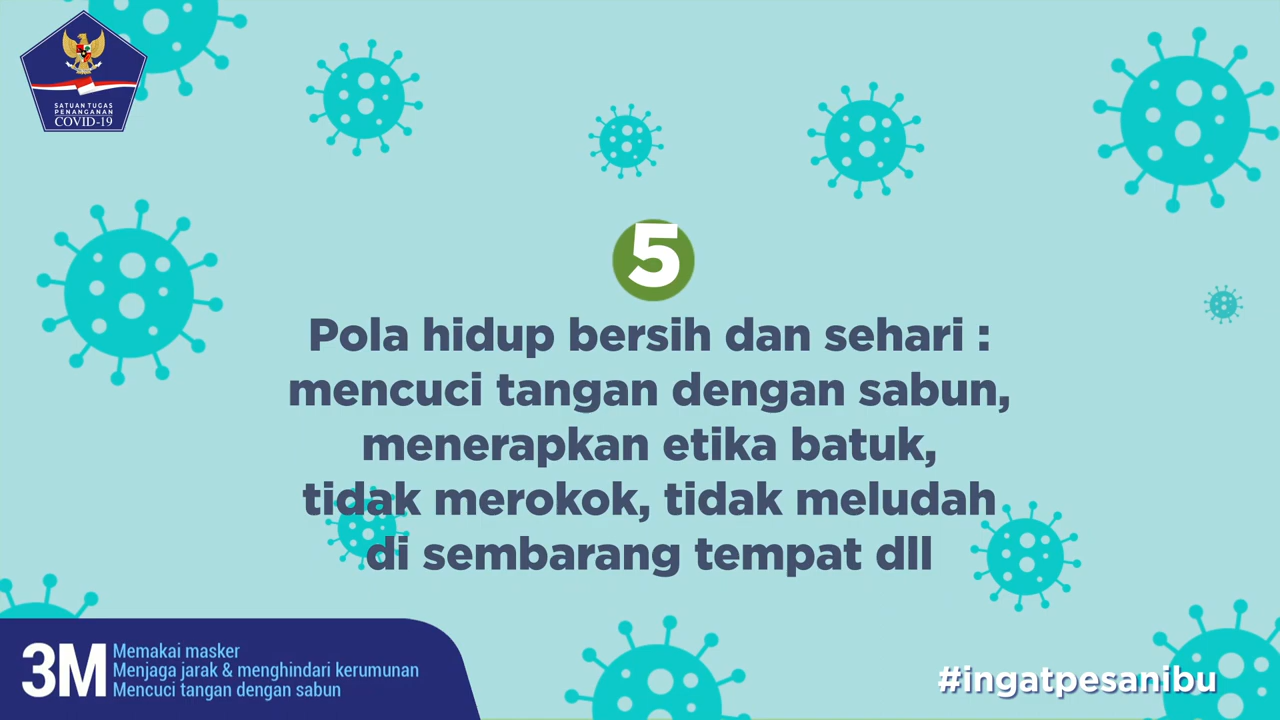 SATUAN TUGAS
PENANGANAN
COVID-19
5
Pola hidup bersih dan sehari :
mencuci tangan dengan sabun,
menerapkan etika batuk,
tidak merokok, tidak meludah
di sembarang tempat dll
3M
Memakai masker
Menjaga jarak & menghindari kerumunan
Mencuci tangan dengan sabun
#ingatpesanibu